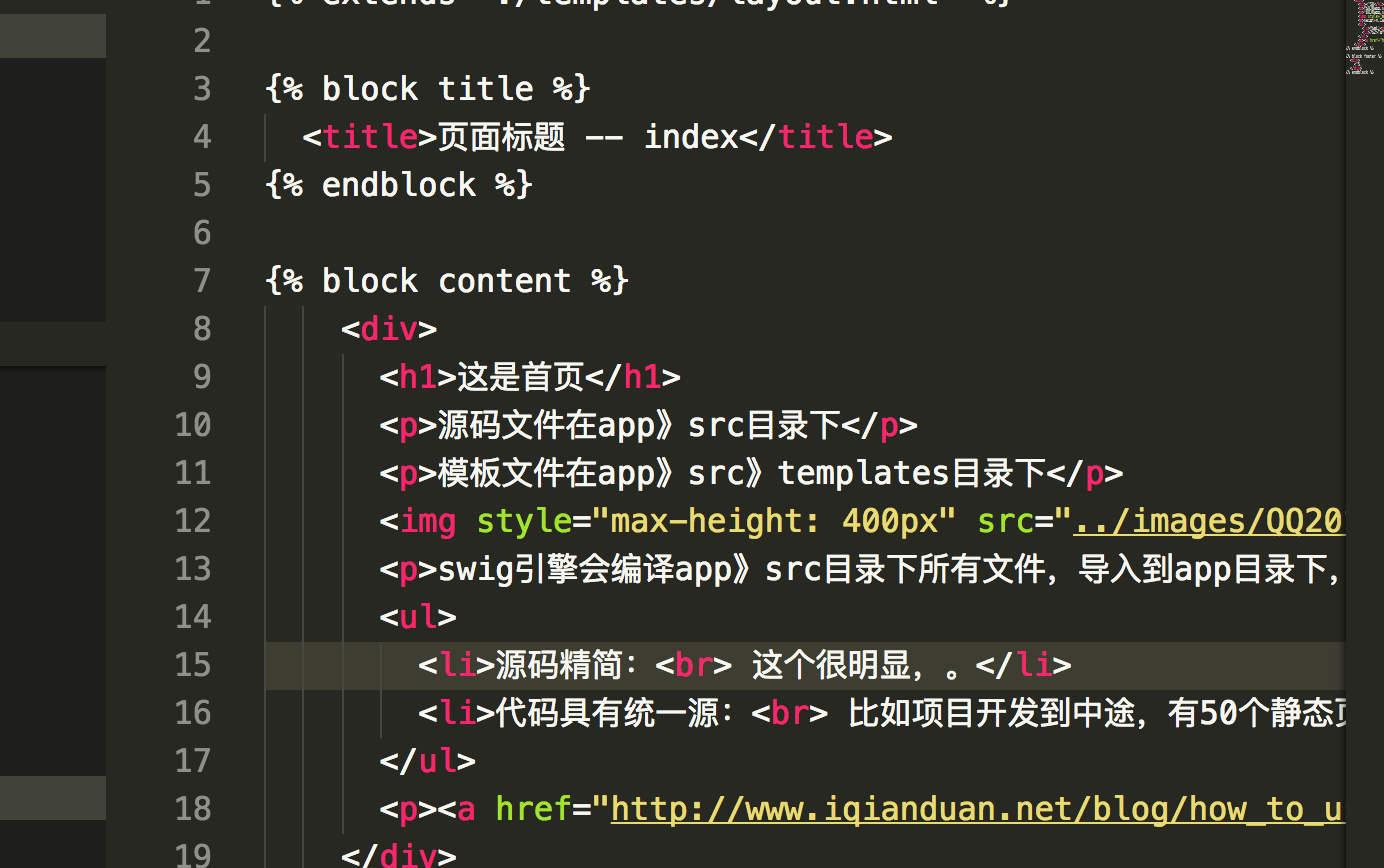 1 {% extends './templates/layout.html' %}
2
3 {% block title %}
4 <title>页面标题 -- index</title>
5 {% endblock %}
6
7 {% block content %}
8 <div>
9 <h1>这是首页</h1>
10 <p>源码文件在app》src目录下</p>
11 <p>模板文件在app》src》templates目录下</p>
12 <img style="max-height: 400px" src="../images/QQ20
13 <p>swig引擎会编译app》src目录下所有文件，导入到app目录下，
14 <ul>
15 <li>源码精简：<br> 这个很明显，。</li>
16 <li>代码具有统一源：<br> 比如项目开发到中途，有50个静态页
17 </ul>
18 <p><a href="http://www.iqianduan.net/blog/how_to_u
19 </div>